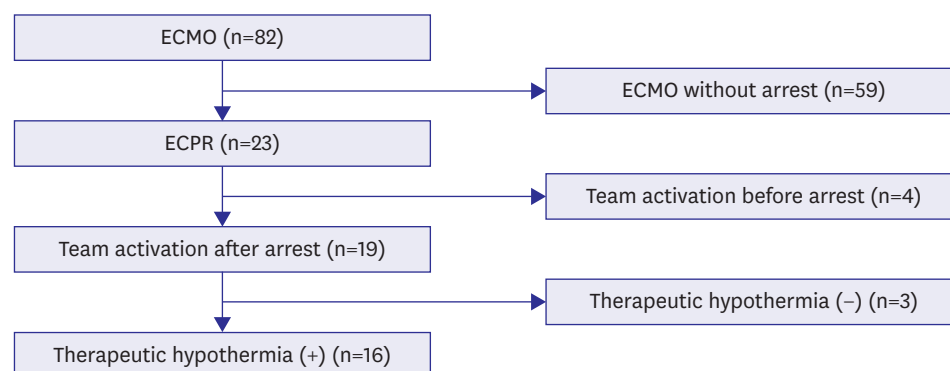 ECMO (n=82)
ECMO without arrest (n=59)
ECPR (n=23)
Team activation before arrest (n=4)
Team activation after arrest (n=19)
Therapeutic hypothermia (−) (n=3)
Therapeutic hypothermia (+) (n=16)